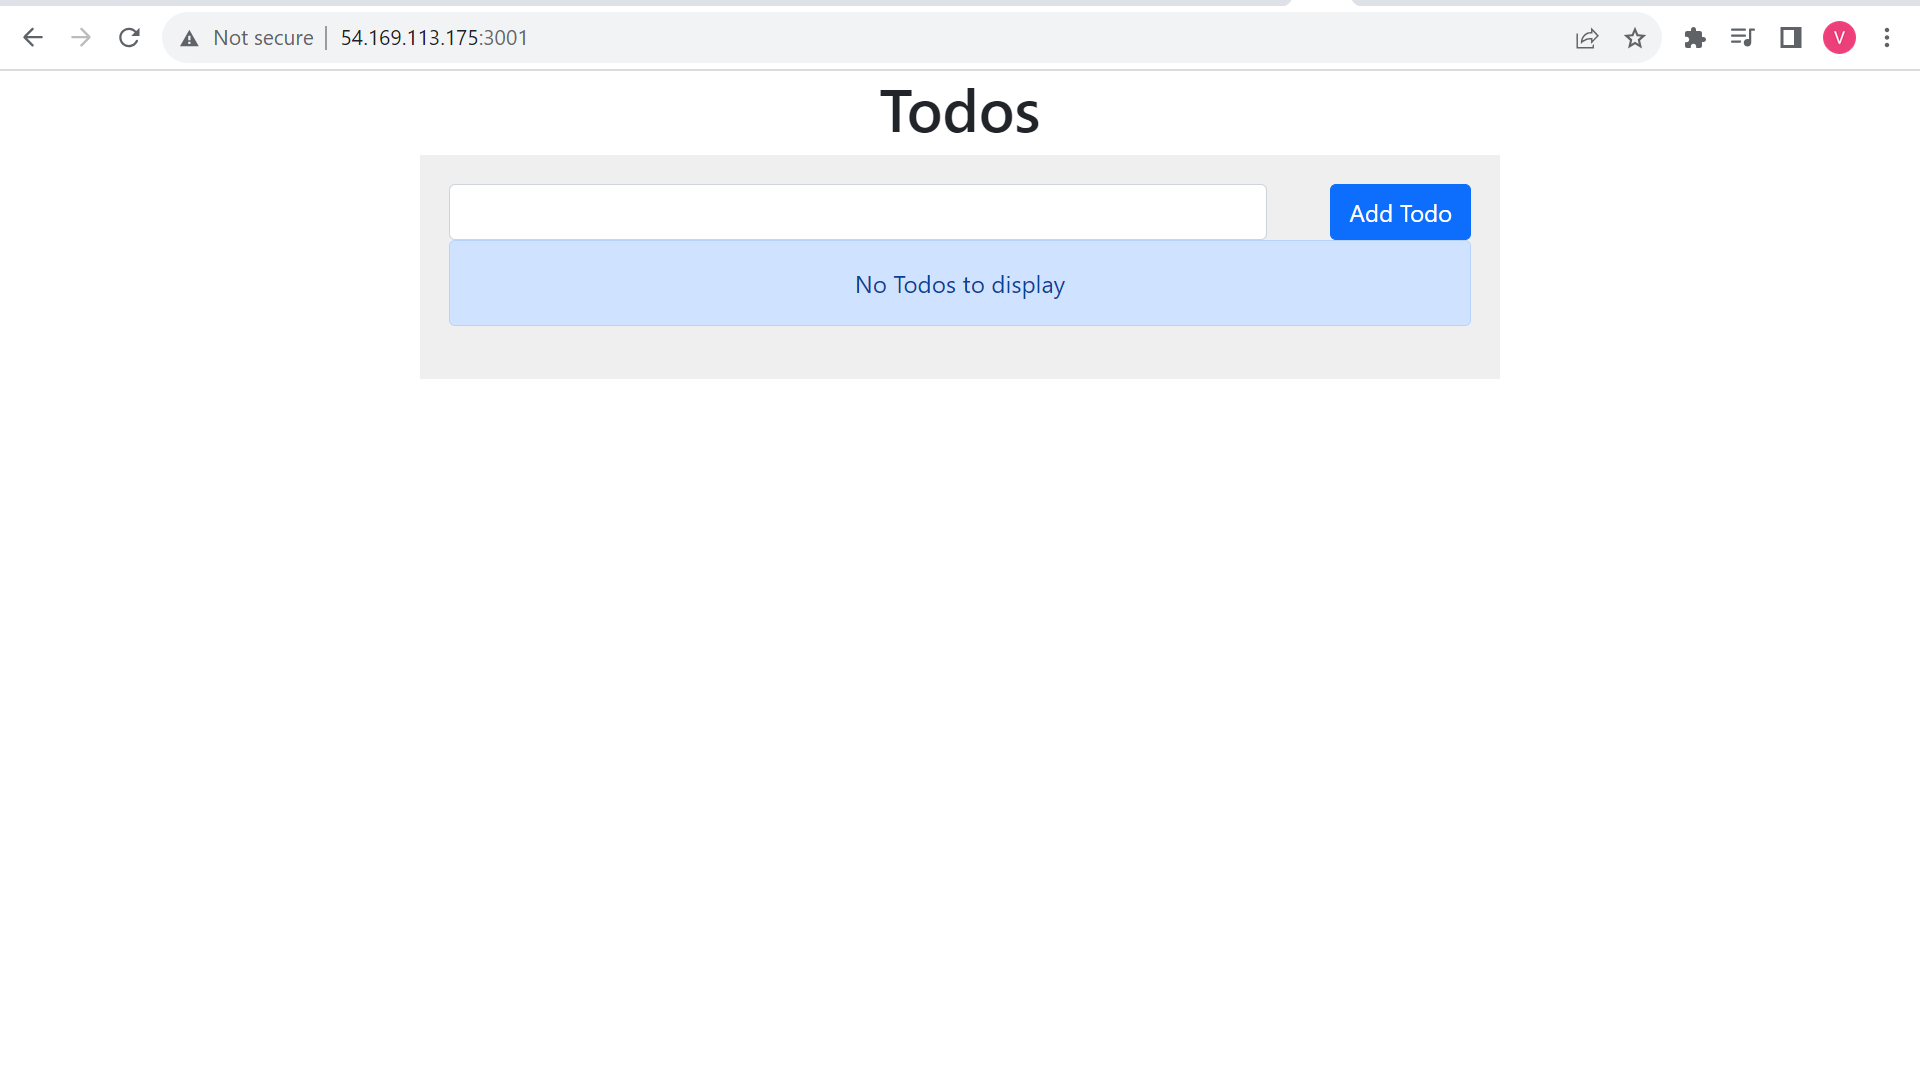 Not secure 54.169.113.175:3001
V
Todos
Add Todo
No Todos to display